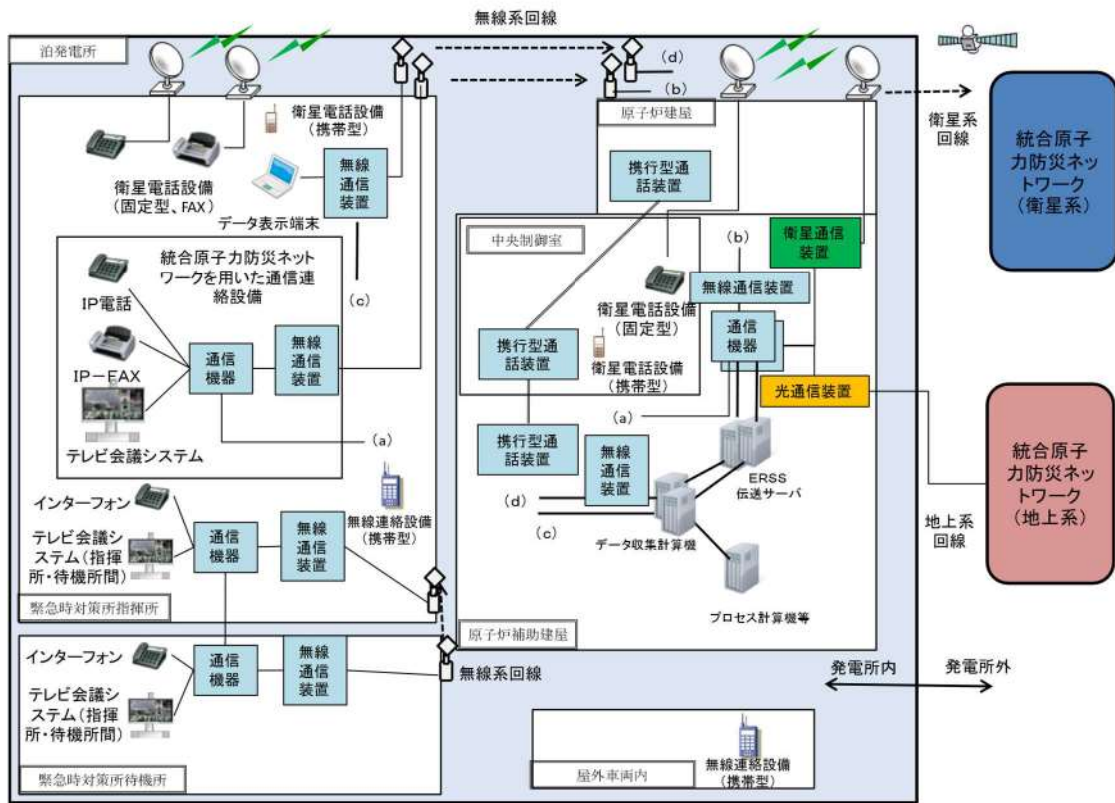 無線系回線
泊発電所
(d)
(b)
衛星電話設備
(携帯型)
衛星電話設備
(固定型、FAX)
データ表示端末
無線
通信
装置
(c)
原子炉建屋
携行型通
話装置
衛星系
回線
統合原子
力防災ネッ
トワーク
(衛星系)
統合原子力防災ネット
ワークを用いた通信連
絡設備
IP電話
IP-FAX
テレビ会議システム
通信
機器
無線
通信
装置
(a)
中央制御室
(b)
衛星通信
装置
無線通信装置
衛星電話設備
(固定型)
通信
機器
携行型通
話装置
衛星電話設備
(携帯型)
光通信装置
(a)
携行型通
話装置
無線
通信
装置
ERSS
伝送サーバ
(d)
(c)
データ収集計算機
プロセス計算機等
原子炉補助建屋
統合原子
力防災ネッ
トワーク
(地上系)
地上系
回線
インターフォン
テレビ会議シ
ステム(指揮
所・待機所間)
通信
機器
無線
通信
装置
無線連絡設備
(携帯型)
緊急時対策所指揮所
インターフォン
テレビ会議シ
ステム(指揮
所・待機所間)
通信
機器
無線
通信
装置
無線系回線
緊急時対策所待機所
発電所内
発電所外
屋外車両内
無線連絡設備
(携帯型)